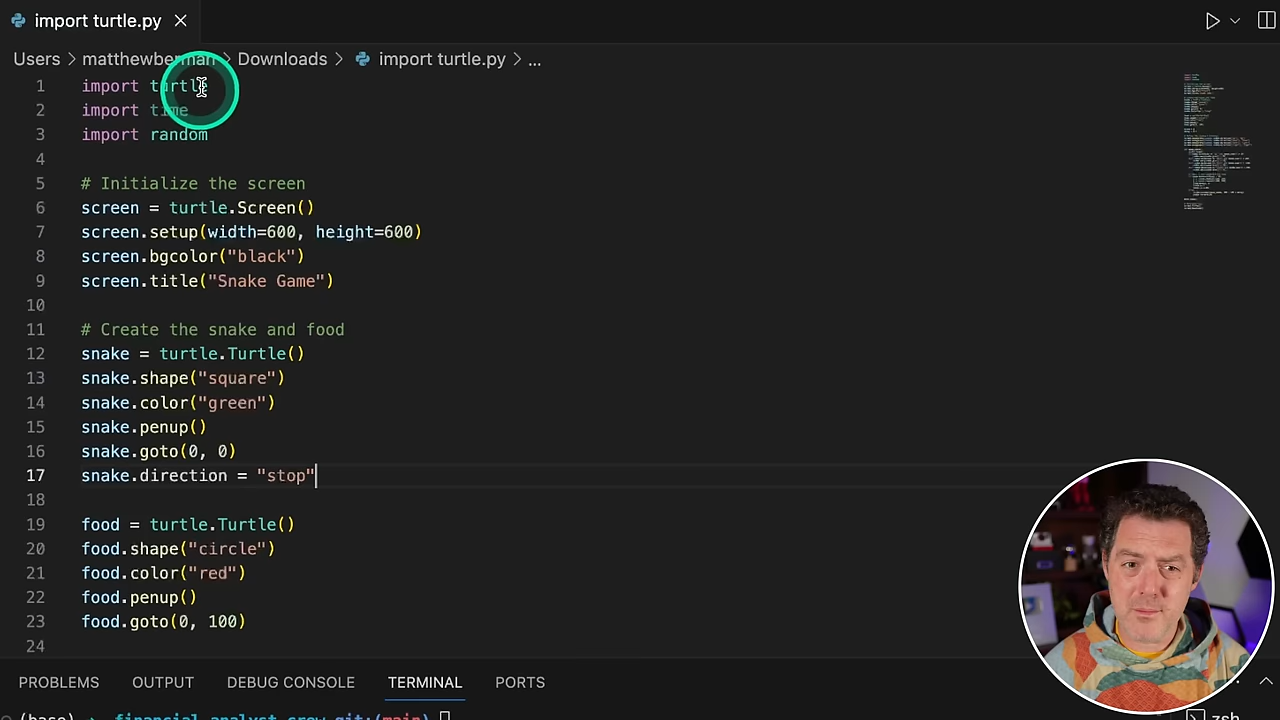 import turtle.py
Users > matthewberman > Downloads > import turtle.py > ...
1 import turtle
2 import time
3 import random
4
5 # Initialize the screen
6 screen = turtle.Screen()
7 screen.setup(width=600, height=600)
8 screen.bgcolor("black")
9 screen.title("Snake Game")
10
11 # Create the snake and food
12 snake = turtle.Turtle()
13 snake.shape("square")
14 snake.color("green")
15 snake.penup()
16 snake.goto(0, 0)
17 snake.direction = "stop"
18
19 food = turtle.Turtle()
20 food.shape("circle")
21 food.color("red")
22 food.penup()
23 food.goto(0, 100)
24
PROBLEMS OUTPUT DEBUG CONSOLE TERMINAL PORTS
(base) → financial_analyst_crew git:(main) zsh